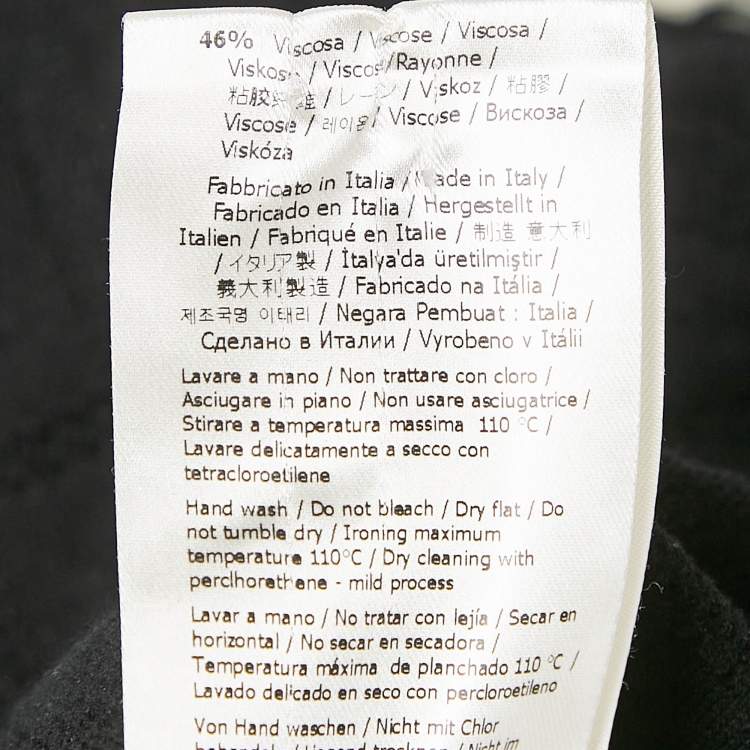 46% Viscosa / Viscose / Viscosa /
/ Viscose/Rayonne /
/ レーヨン / Viskoz / 粘膠 /
Viscose / 레이온 / Viscose / Вискоза /
Viskóza
Fabbricato in Italia / Made in Italy /
Fabricado en Italia / Hergestellt in
Italien / Fabriqué en Italie / 制造 意大利
/ イタリア製 / İtalya'da üretilmiştir /
義大利製造 / Fabricado na Itália /
제조국명 이태리 / Negara Pembuat : Italia /
Сделано в Италии / Vyrobeno v Itálii
Lavare a mano / Non trattare con cloro /
Asciugare in piano / Non usare asciugatrice /
Stirare a temperatura massima 110 °C /
Lavare delicatamente a secco con
tetracloroetilene
Hand wash / Do not bleach / Dry flat / Do
not tumble dry / Ironing maximum
temperature 110°C / Dry cleaning with
perclhorethene - mild process
Lavar a mano / No tratar con lejía / Secar en
horizontal / No secar en secadora /
Temperatura máxima de planchado 110 °C /
Lavado delicado en seco con percloroetileno
Von Hand waschen / Nicht mit Chlor